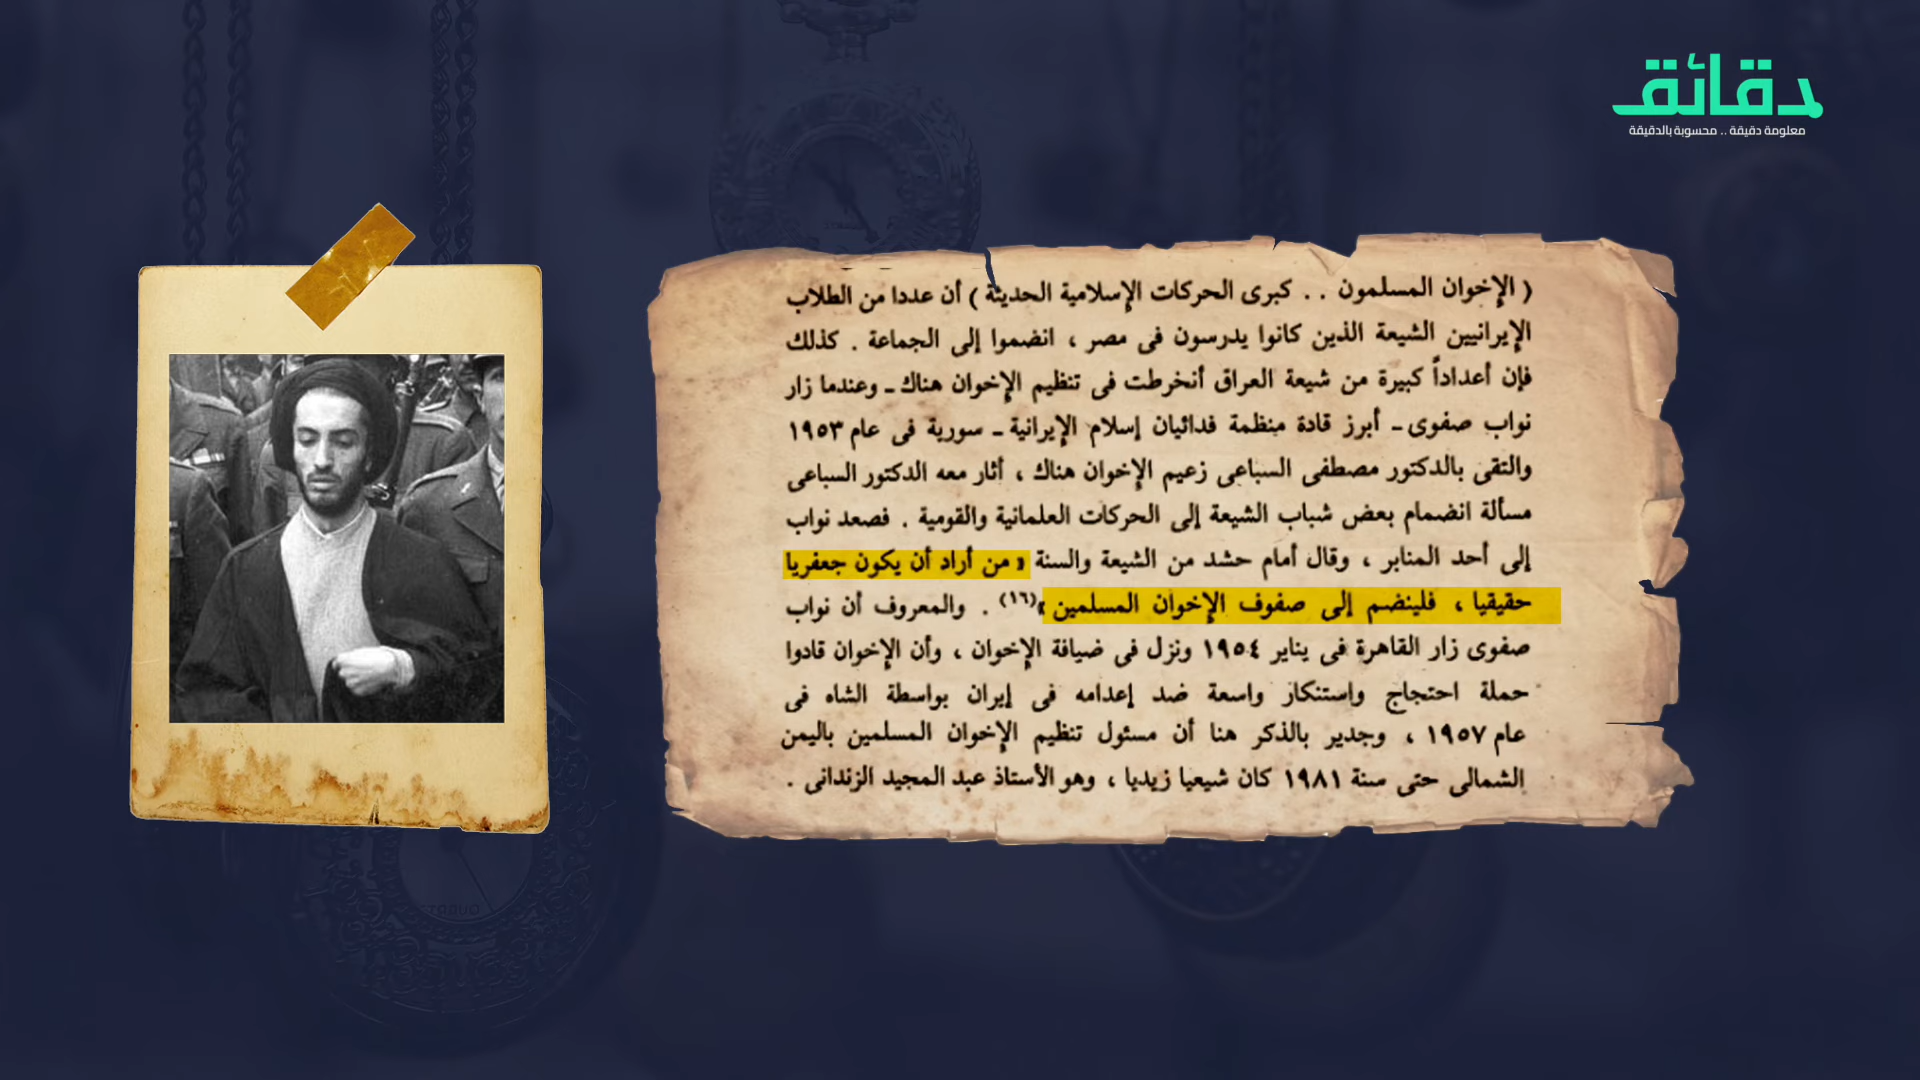 دقائق
معلومة دقيقة .. محسوبة بالدقيقة
( الإخوان المسلمون . . كبرى الحركات الإسلامية الحديثة ) أن عددا من الطلاب
الإيرانيين الشيعة الذين كانوا يدرسون فى مصر ، انضموا إلى الجماعة . كذلك
فإن أعداداً كبيرة من شيعة العراق أنخرطت فى تنظيم الإخوان هناك ـ وعندما زار
نواب صفوى ـ أبرز قادة منظمة فدائيان إسلام الإيرانية ـ سورية فى عام ١٩٥٣
والتقى بالدكتور مصطفى السباعى زعيم الإخوان هناك ، أثار معه الدكتور السباعى
مسألة انضمام بعض شباب الشيعة إلى الحركات العلمانية والقومية . فصعد نواب
إلى أحد المنابر ، وقال أمام حشد من الشيعة والسنة « من أراد أن يكون جعفريا
حقيقيا ، فلينضم إلى صفوف الإخوان المسلمين »(١٦) . والمعروف أن نواب
صفوى زار القاهرة فى يناير ١٩٥٤ ونزل فى ضيافة الإخوان ، وأن الإخوان قادوا
حملة احتجاج واستنكار واسعة ضد إعدامه فى إيران بواسطة الشاه فى
عام ١٩٥٧ ، وجدير بالذكر هنا أن مسئول تنظيم الإخوان المسلمين باليمن
الشمالى حتى سنة ١٩٨١ كان شيعيا زيديا ، وهو الأستاذ عبد المجيد الزندانى .